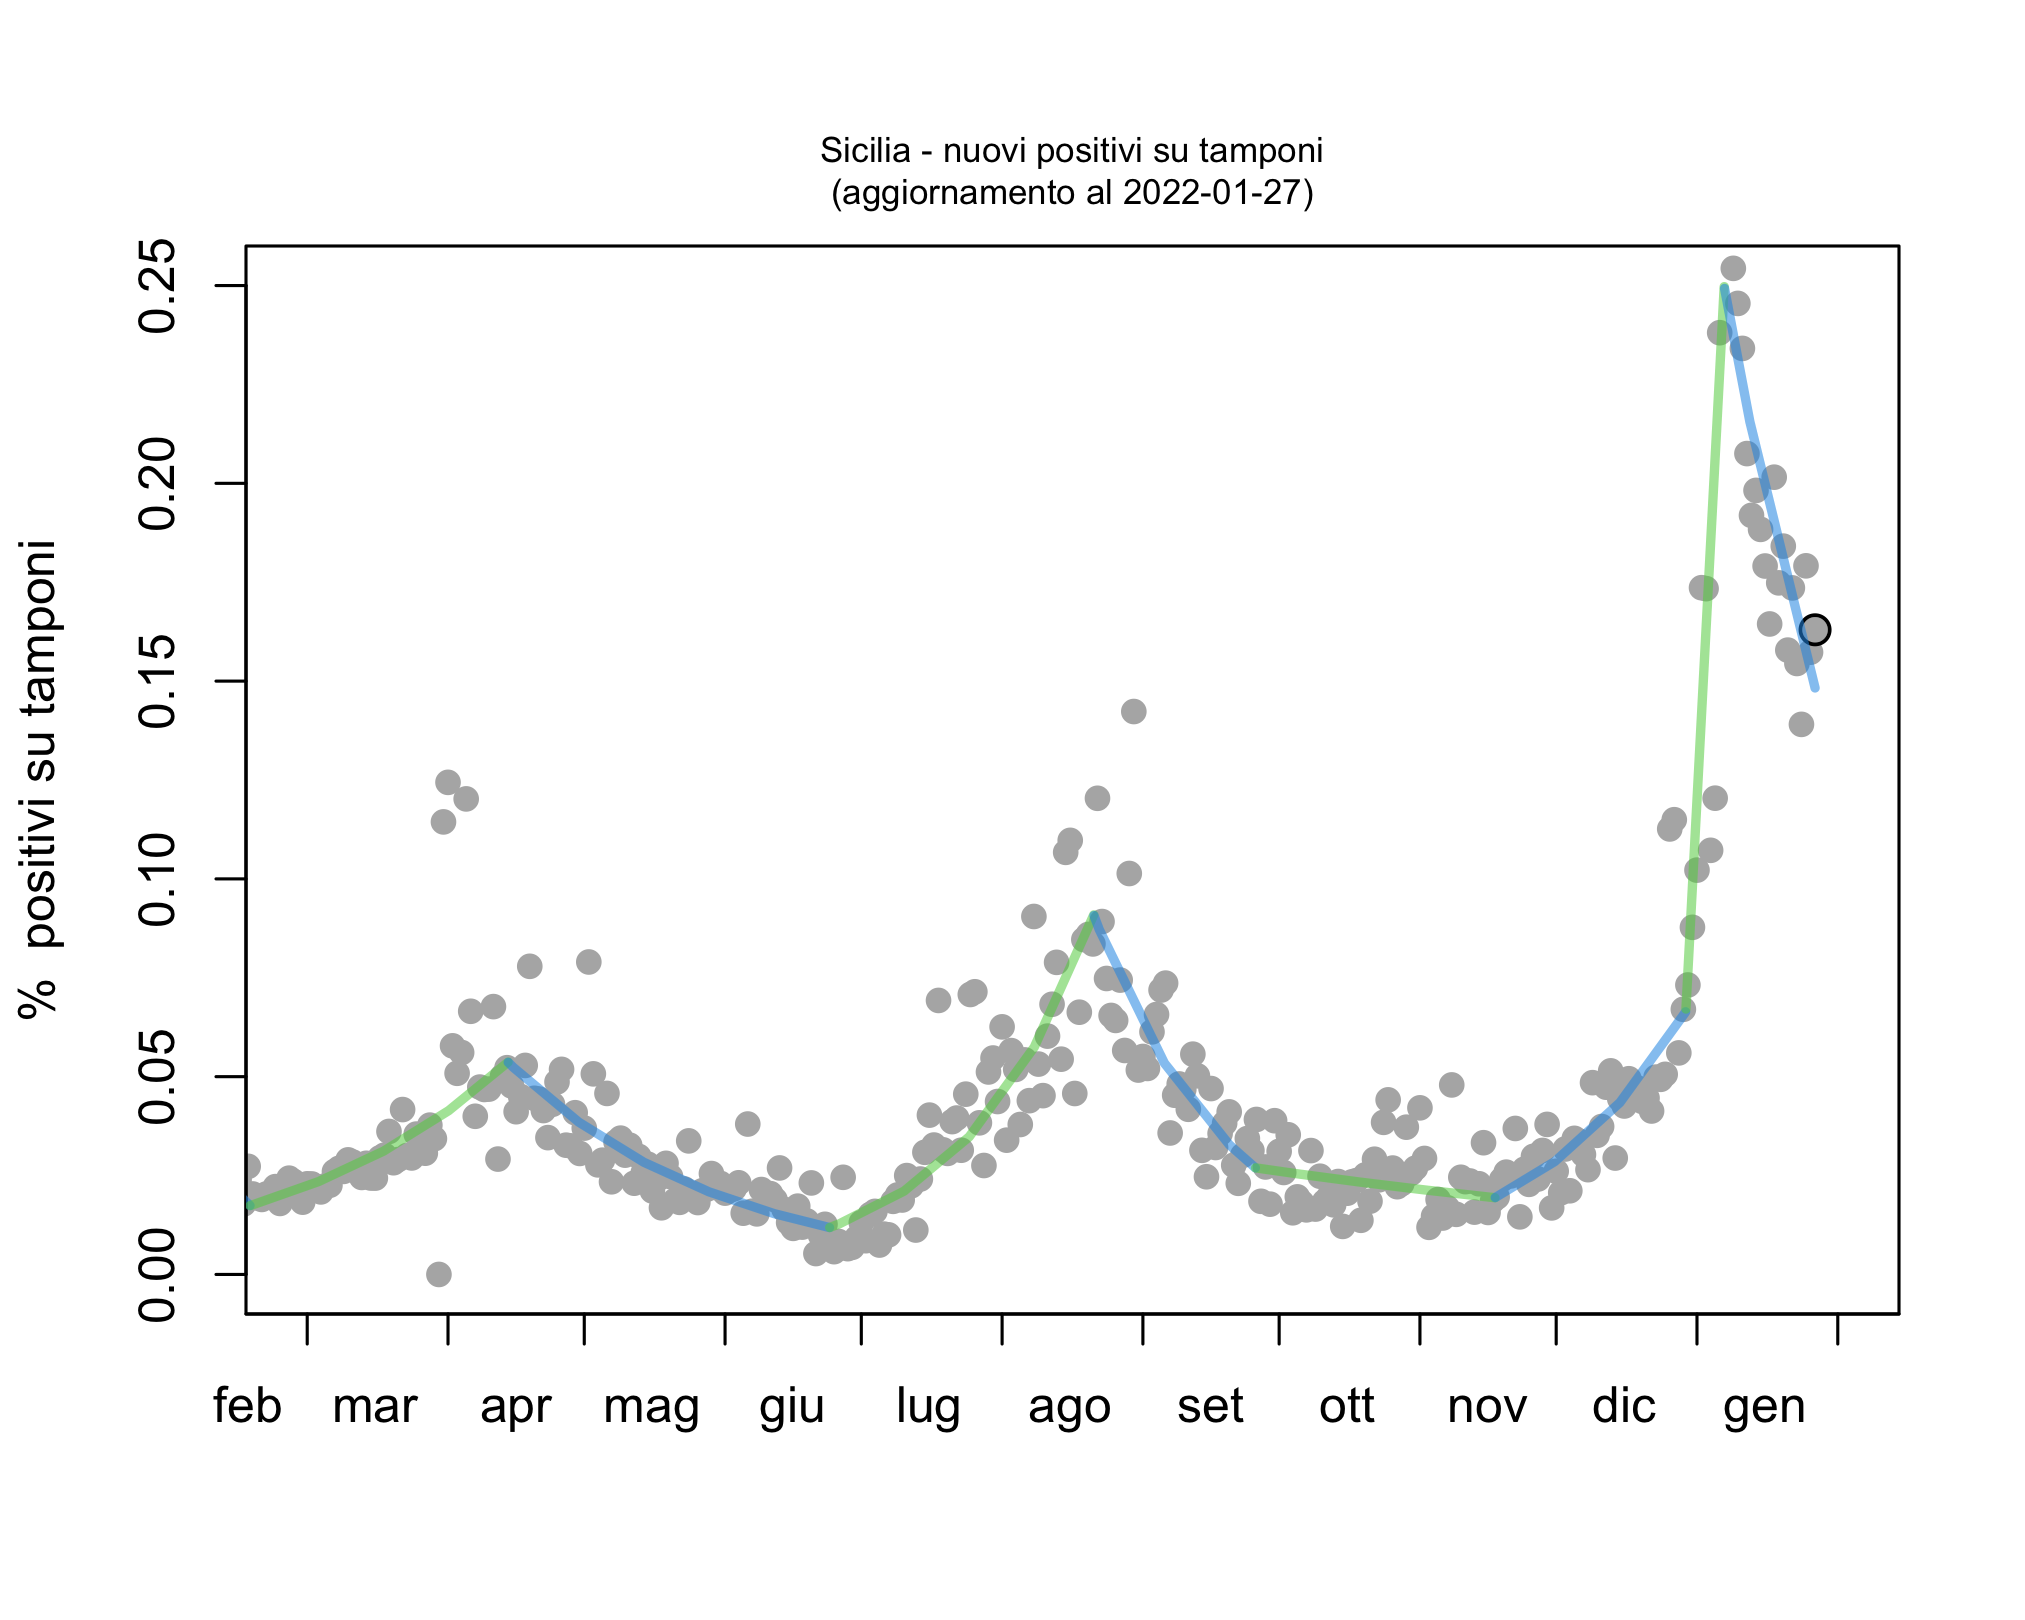 Sicilia - nuovi positivi su tamponi
(aggiornamento al 2022-01-27)
0.25
0.20
0.15
0.10
0.05
0.00
% positivi su tamponi
feb mar apr mag giu lug ago set ott nov dic gen